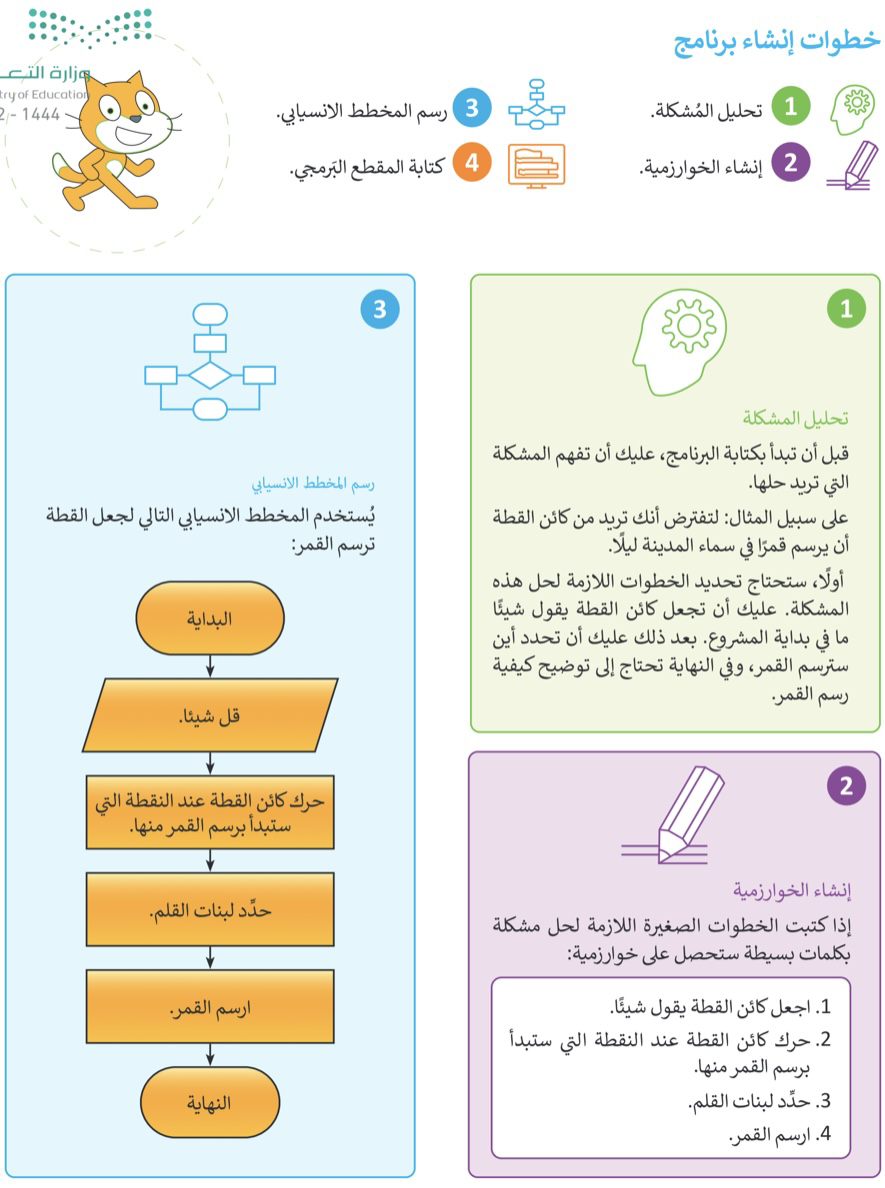 خطوات إنشاء برنامج
وزارة التعـ
try of Education
2 - 1444
1 تحليل المُشكلة.
2 إنشاء الخوارزمية.
3 رسم المخطط الانسيابي.
4 كتابة المقطع البَرمجي.
1
تحليل المشكلة
قبل أن تبدأ بكتابة البرنامج، عليك أن تفهم المشكلة
التي تريد حلها.
على سبيل المثال: لتفترض أنك تريد من كائن القطة
أن يرسم قمرًا في سماء المدينة ليلًا.
أولًا، ستحتاج تحديد الخطوات اللازمة لحل هذه
المشكلة. عليك أن تجعل كائن القطة يقول شيئًا
ما في بداية المشروع. بعد ذلك عليك أن تحدد أين
سترسم القمر، وفي النهاية تحتاج إلى توضيح كيفية
رسم القمر.
2
إنشاء الخوارزمية
إذا كتبت الخطوات الصغيرة اللازمة لحل مشكلة
بكلمات بسيطة ستحصل على خوارزمية:
1. اجعل كائن القطة يقول شيئًا.
2. حرك كائن القطة عند النقطة التي ستبدأ
برسم القمر منها.
3. حدِّد لبنات القلم.
4. ارسم القمر.
3
رسم المخطط الانسيابي
يُستخدم المخطط الانسيابي التالي لجعل القطة
ترسم القمر:
البداية
قل شيئا.
حرك كائن القطة عند النقطة التي
ستبدأ برسم القمر منها.
حدِّد لبنات القلم.
ارسم القمر.
النهاية